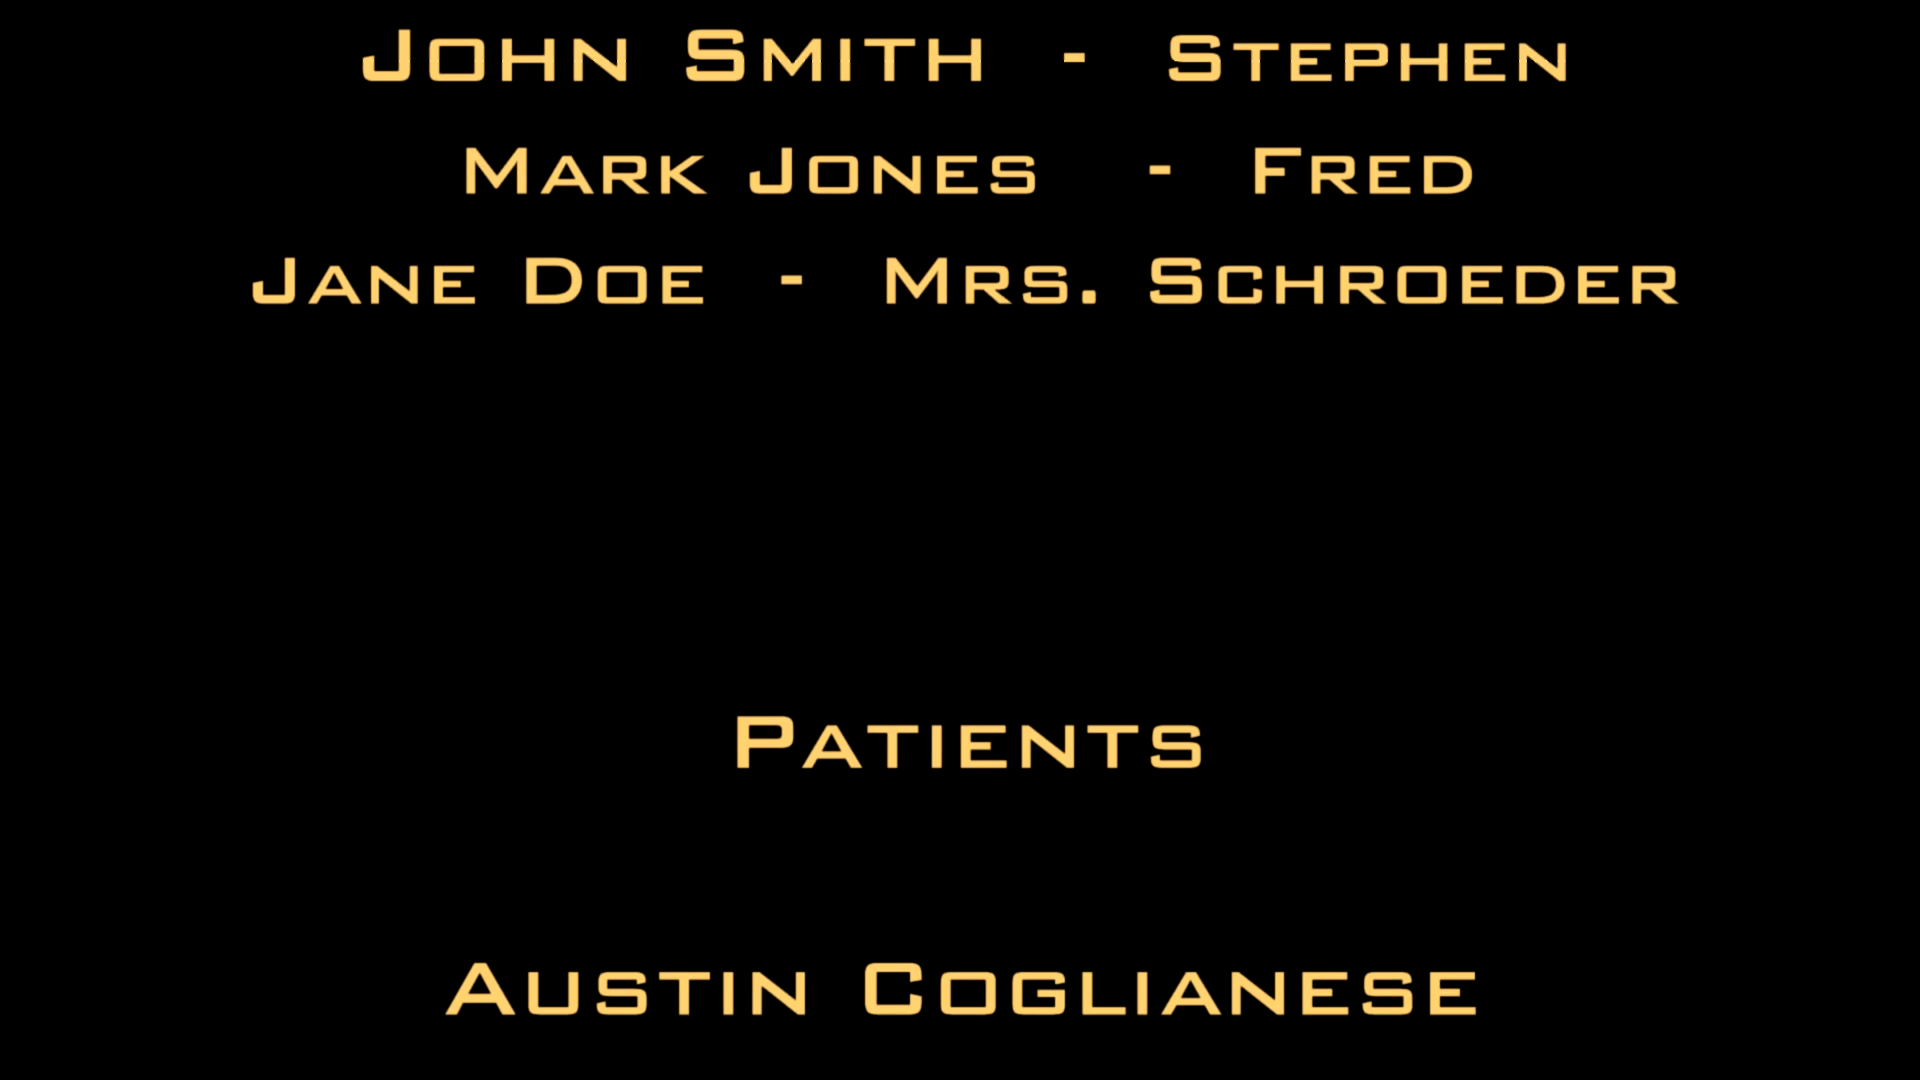 John Smith - Stephen
Mark Jones - Fred
Jane Doe - Mrs. Schroeder
Patients
Austin Coglianese